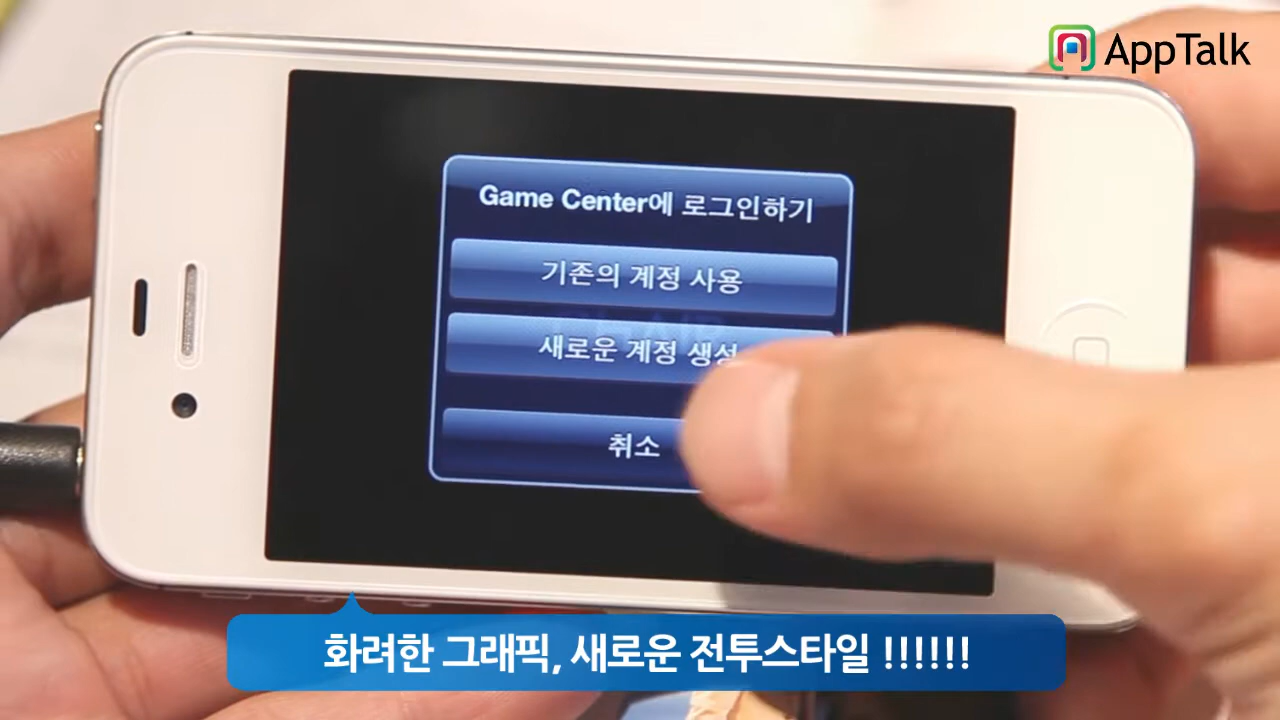 AppTalk
Game Center에 로그인하기
기존의 계정 사용
새로운 계정 생성
취소
화려한 그래픽, 새로운 전투스타일 !!!!!!